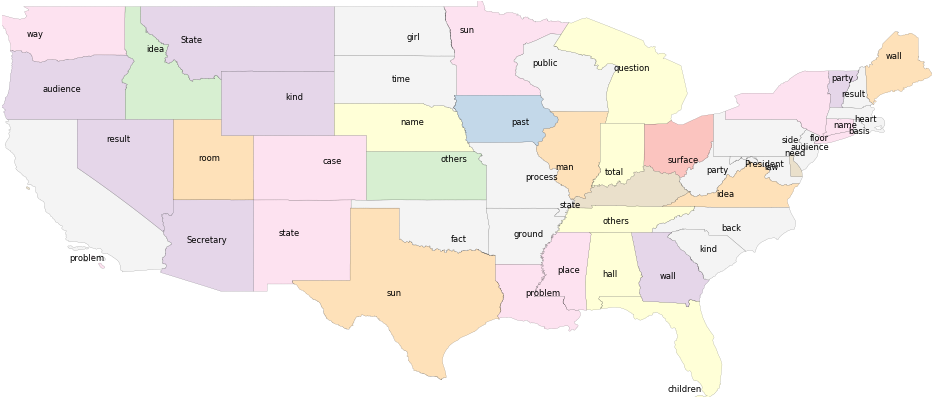 way
idea
State
girl
sun
public
question
wall
audience
kind
time
name
past
party
result
heart
name
basis
floor
side
audience
need
President
law
party
surface
man
total
process
others
case
room
result
problem
Secretary
state
sun
fact
ground
state
others
idea
back
kind
wall
hall
place
problem
children